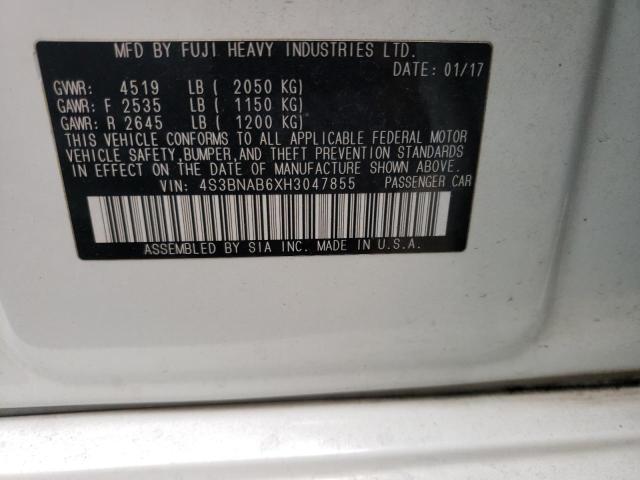 MFD BY FUJI HEAVY INDUSTRIES LTD.
DATE: 01/17
GVWR: 4519 LB ( 2050 KG)
GAWR: F 2535 LB ( 1150 KG)
GAWR: R 2645 LB ( 1200 KG)
THIS VEHICLE CONFORMS TO ALL APPLICABLE FEDERAL MOTOR
VEHICLE SAFETY,BUMPER,AND THEFT PREVENTION STANDARDS
IN EFFECT ON THE DATE OF MANUFACTURE SHOWN ABOVE.
VIN: 4S3BNAB6XH3047855 PASSENGER CAR
ASSEMBLED BY SIA INC. MADE IN U.S.A.